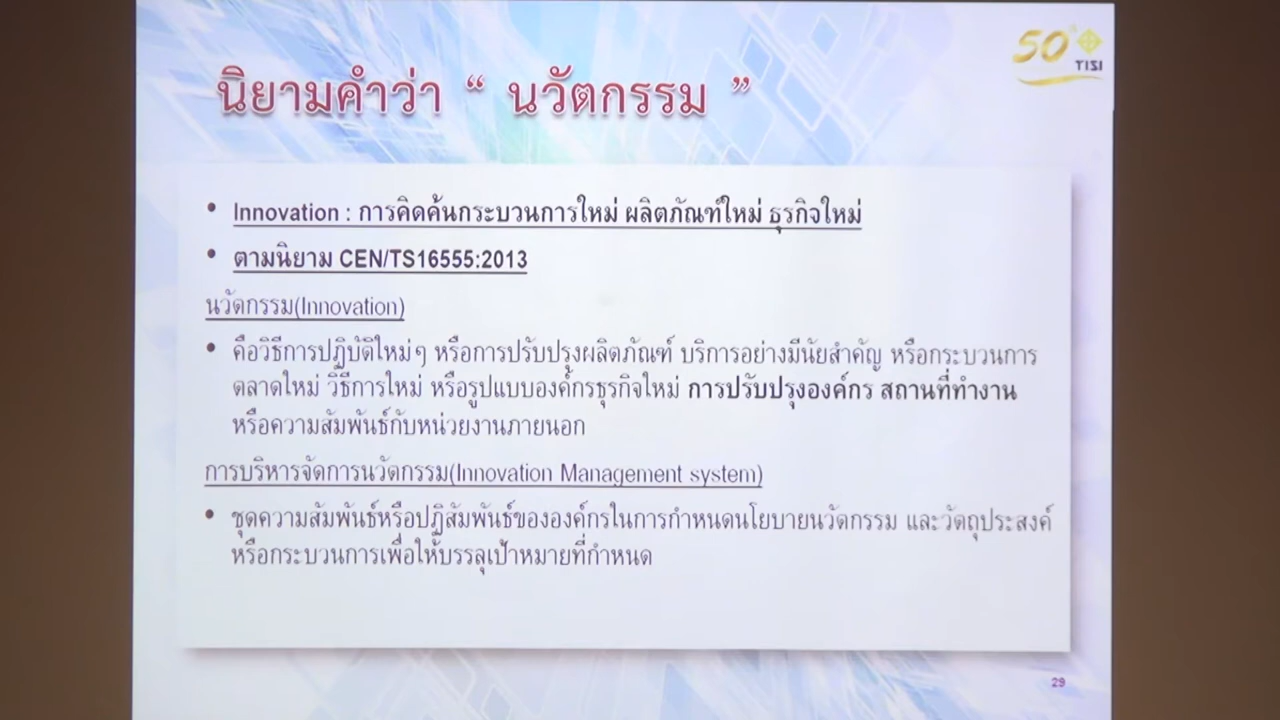 50 TISI
นิยามคำว่า “ นวัตกรรม ”
• Innovation : การคิดค้นกระบวนการใหม่ ผลิตภัณฑ์ใหม่ ธุรกิจใหม่
• ตามนิยาม CEN/TS16555:2013
นวัตกรรม(Innovation)
• คือวิธีการปฏิบัติใหม่ๆ หรือการปรับปรุงผลิตภัณฑ์ บริการอย่างมีนัยสำคัญ หรือกระบวนการ
ตลาดใหม่ วิธีการใหม่ หรือรูปแบบองค์กรธุรกิจใหม่ การปรับปรุงองค์กร สถานที่ทำงาน
หรือความสัมพันธ์กับหน่วยงานภายนอก
การบริหารจัดการนวัตกรรม(Innovation Management system)
• ชุดความสัมพันธ์หรือปฏิสัมพันธ์ขององค์กรในการกำหนดนโยบายนวัตกรรม และวัตถุประสงค์
หรือกระบวนการเพื่อให้บรรลุเป้าหมายที่กำหนด
29